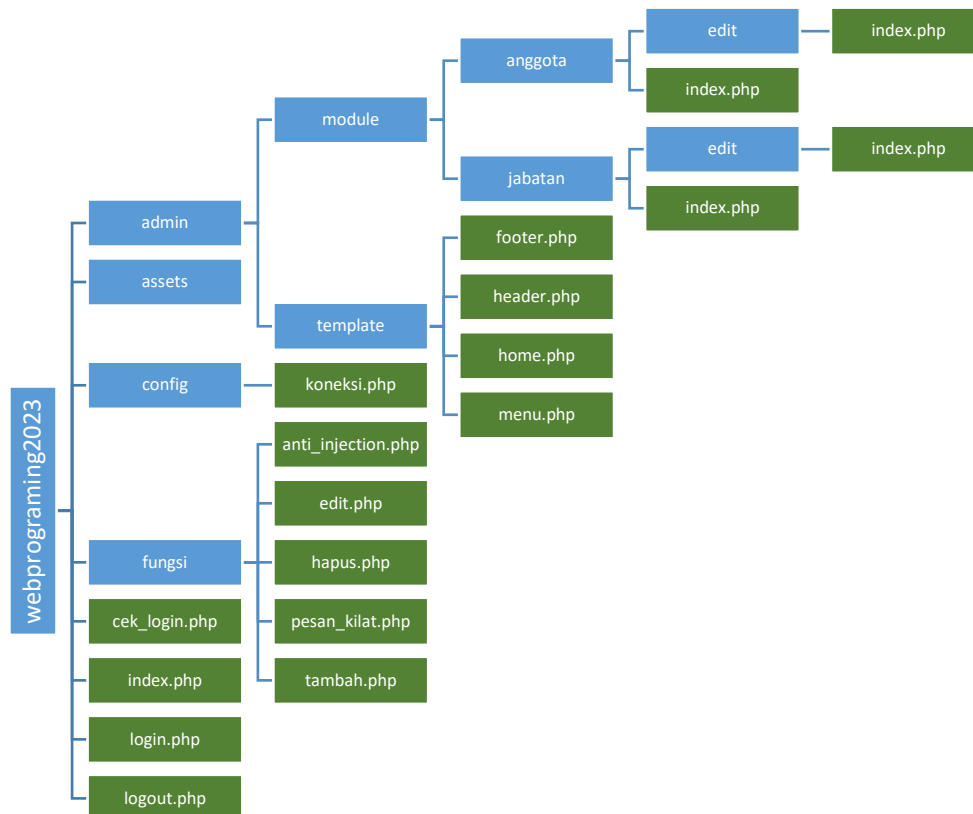 webprograming2023
admin
module
anggota
edit
index.php
index.php
jabatan
edit
index.php
index.php
template
footer.php
header.php
home.php
menu.php
assets
config
koneksi.php
fungsi
anti_injection.php
edit.php
hapus.php
pesan_kilat.php
tambah.php
cek_login.php
index.php
login.php
logout.php